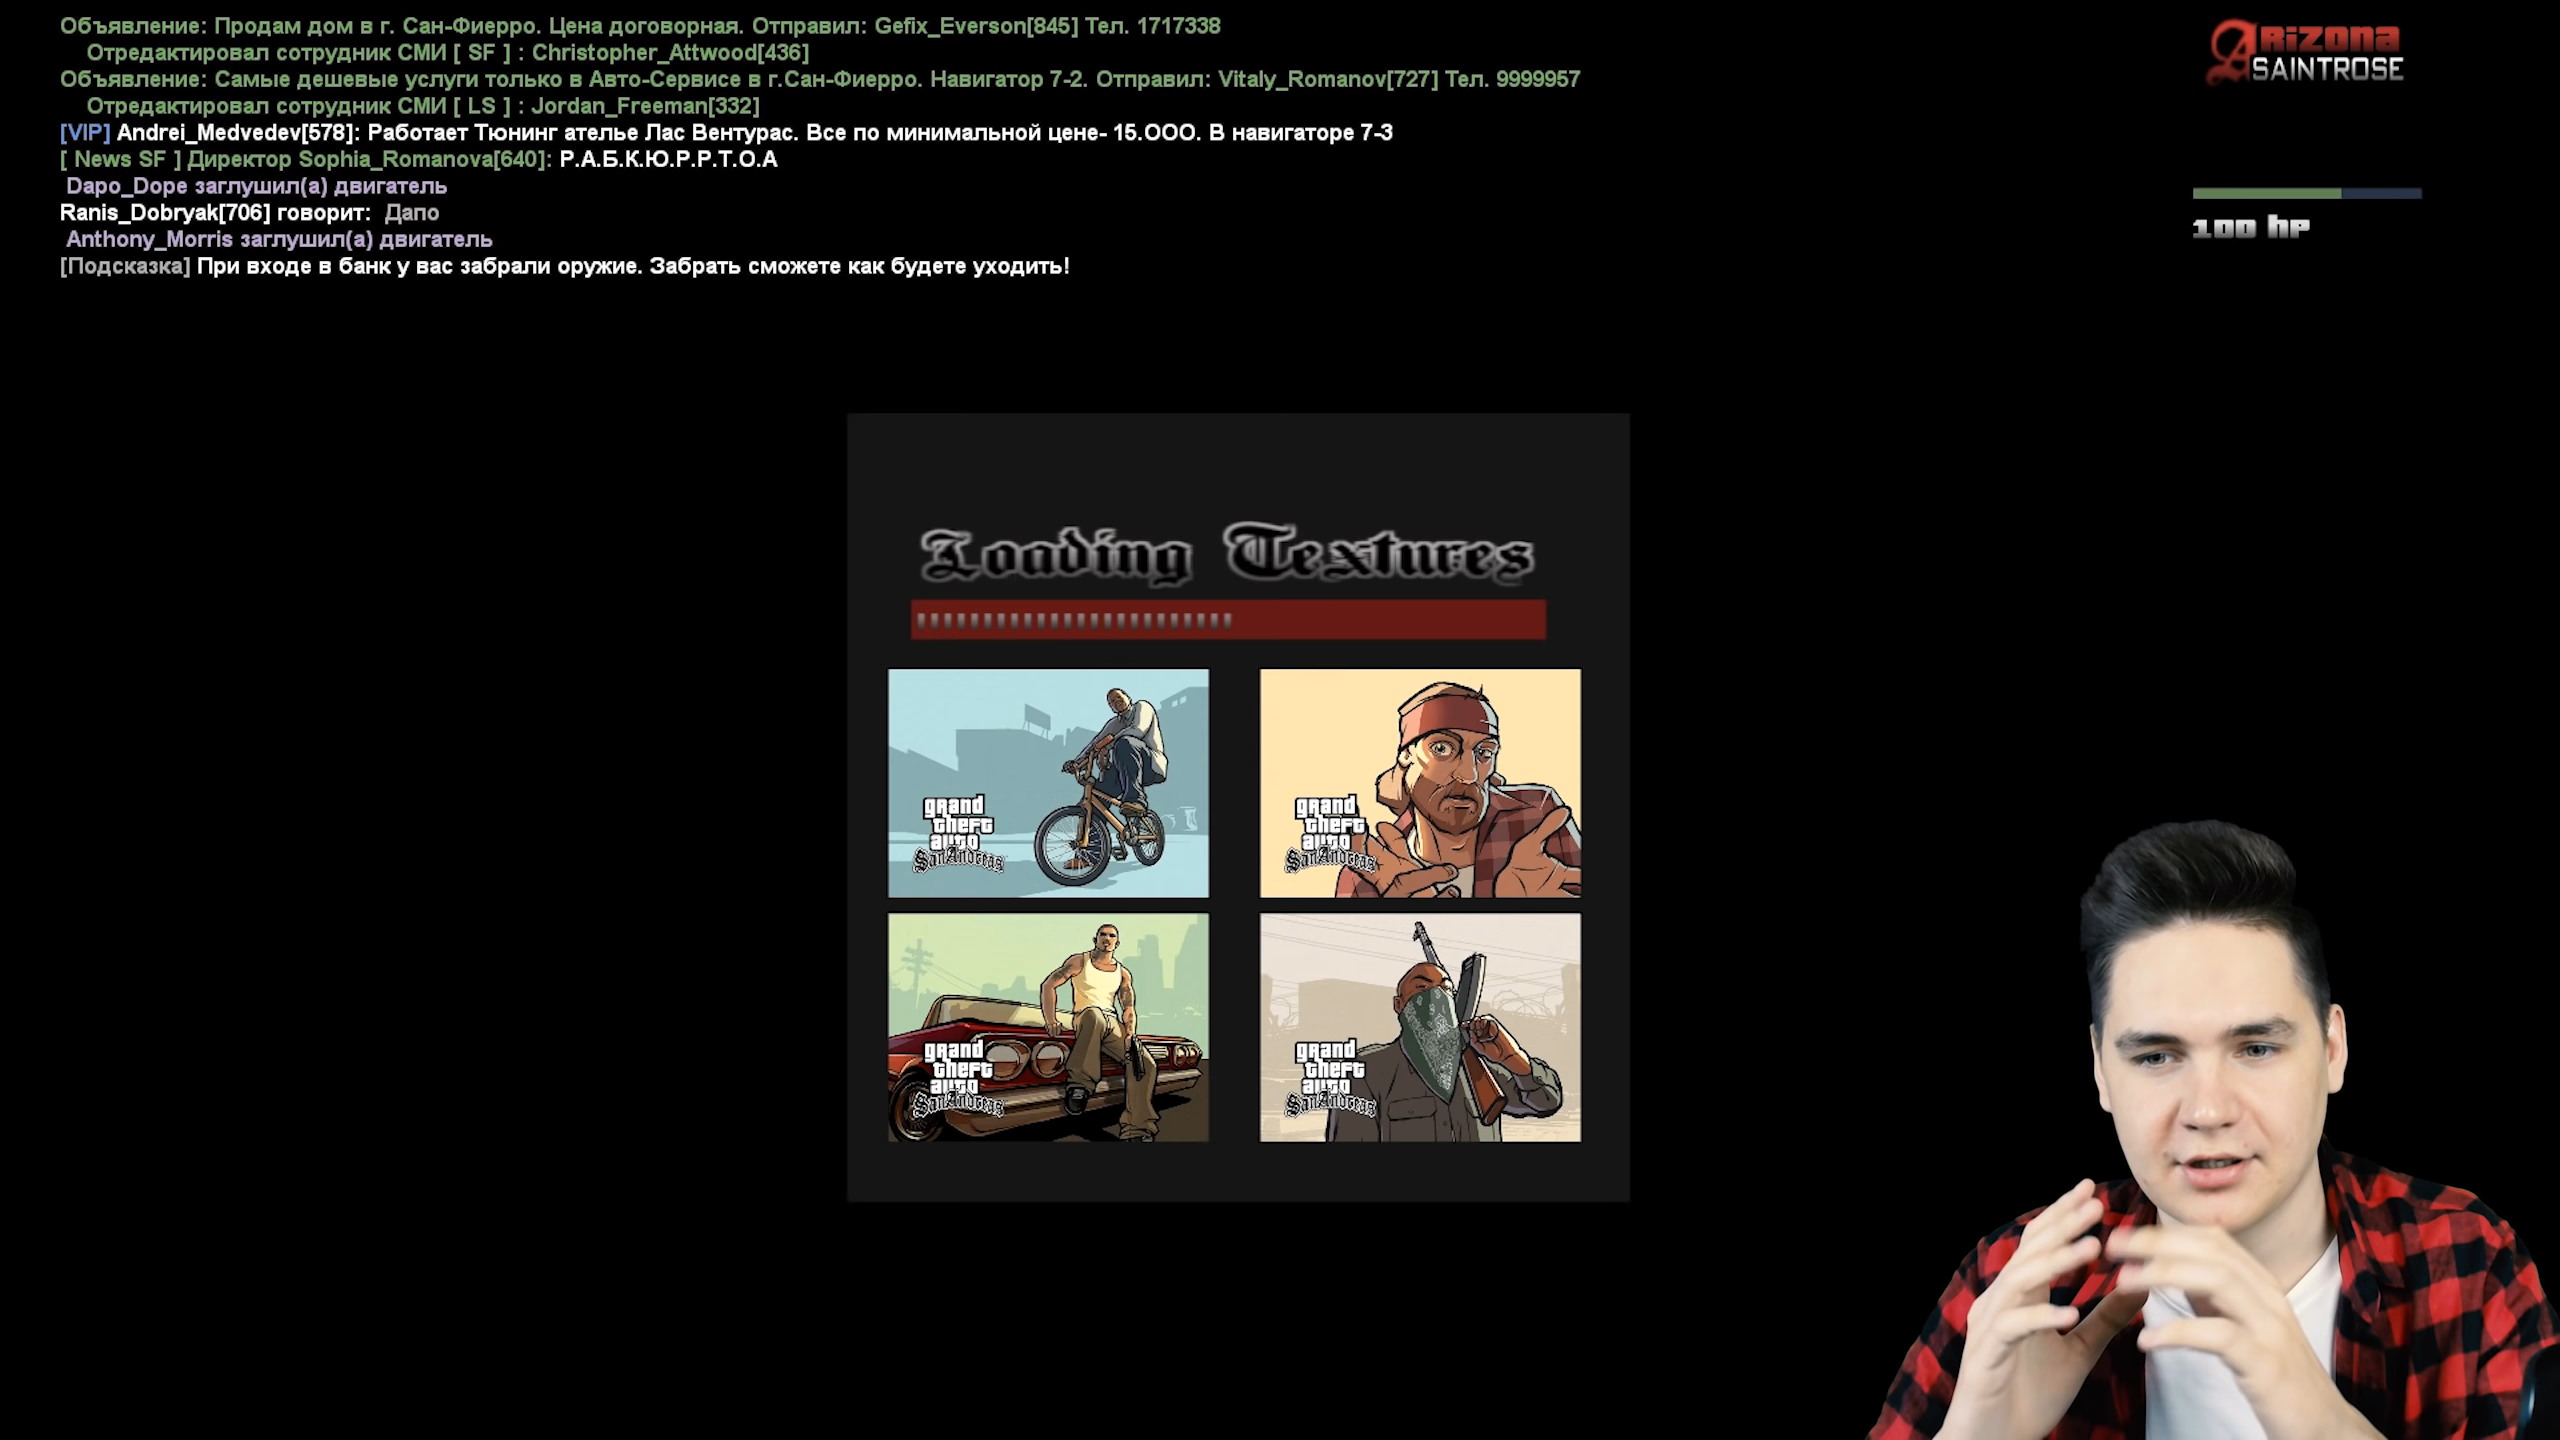 Объявление: Продам дом в г. Сан-Фиерро. Цена договорная. Отправил: Gefix_Everson[845] Тел. 1717338
Отредактировал сотрудник СМИ [ SF ] : Christopher_Attwood[436]
Объявление: Самые дешевые услуги только в Авто-Сервисе в г.Сан-Фиерро. Навигатор 7-2. Отправил: Vitaly_Romanov[727] Тел. 9999957
Отредактировал сотрудник СМИ [ LS ] : Jordan_Freeman[332]
[VIP] Andrei_Medvedev[578]: Работает Тюнинг ателье Лас Вентурас. Все по минимальной цене- 15.ООО. В навигаторе 7-3
[ News SF ] Директор Sophia_Romanova[640]: Р.А.Б.К.Ю.Р.Р.Т.О.А
Dapo_Dope заглушил(а) двигатель
Ranis_Dobryak[706] говорит: Дапо
Anthony_Morris заглушил(а) двигатель
[Подсказка] При входе в банк у вас забрали оружие. Забрать сможете как будете уходить!
Arizona
SAINTROSE
100 hp
Loading Textures
grand
theft
auto
San Andreas
grand
theft
auto
San Andreas
grand
theft
auto
San Andreas
grand
theft
auto
San Andreas